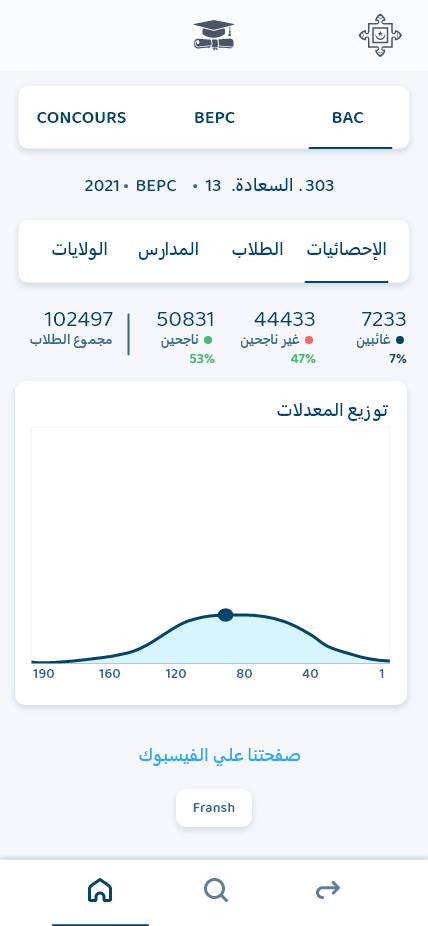 CONCOURS BEPC BAC
303 . السعادة. 13 • BEPC • 2021
الإحصائيات الطلاب المدارس الولايات
7233 44433 50831 102497
غائبين غير ناجحين ناجحين مجموع الطلاب
7% 47% 53%
توزيع المعدلات
190 160 120 80 40 1
صفحتنا علي الفيسبوك
Fransh